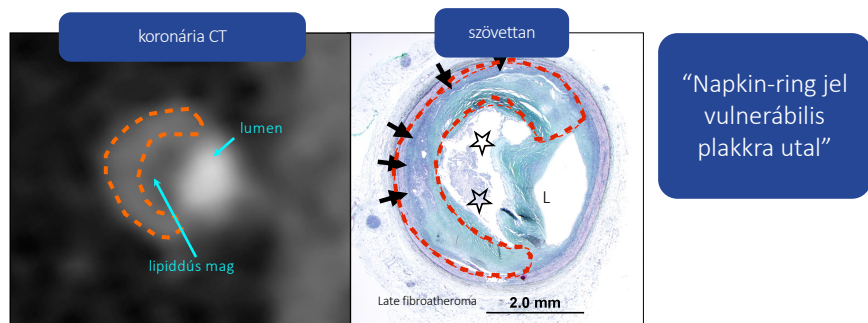 koronária CT
szövettan
lumen
lipiddús mag
L
Late fibroatheroma
2.0 mm
“Napkin-ring jel
vulnerábilis
plakkra utal”